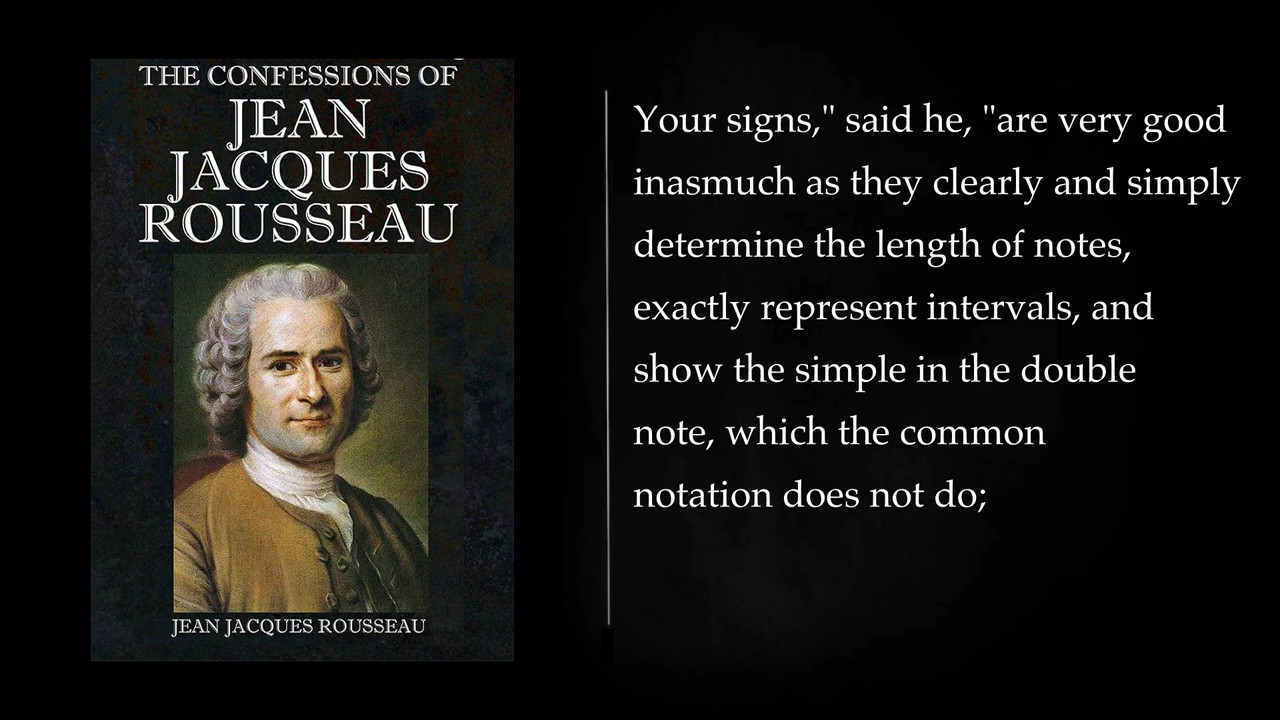 THE CONFESSIONS OF
JEAN
JACQUES
ROUSSEAU
JEAN JACQUES ROUSSEAU
Your signs," said he, "are very good
inasmuch as they clearly and simply
determine the length of notes,
exactly represent intervals, and
show the simple in the double
note, which the common
notation does not do;